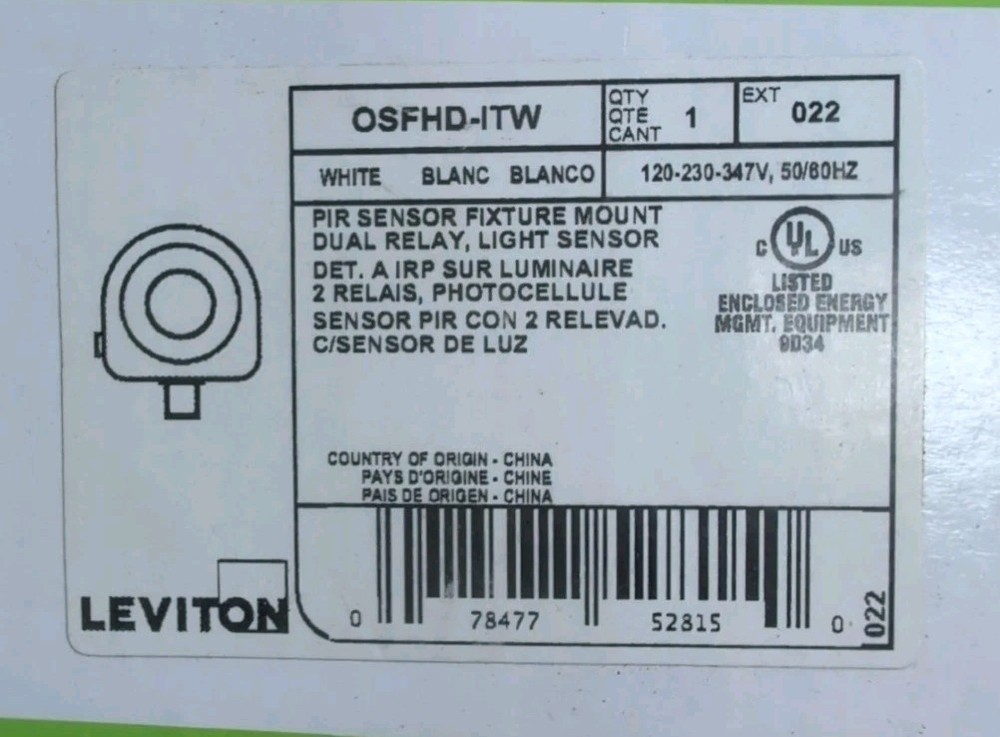 OSFHD-ITW
QTY
QTE
CANT
1
EXT
022
WHITE BLANC BLANCO
120-230-347V, 50/60HZ
PIR SENSOR FIXTURE MOUNT
DUAL RELAY, LIGHT SENSOR
DET. A IRP SUR LUMINAIRE
2 RELAIS, PHOTOCELLULE
SENSOR PIR CON 2 RELEVAD.
C/SENSOR DE LUZ
C UL US
LISTED
ENCLOSED ENERGY
MGMT. EQUIPMENT
9D34
COUNTRY OF ORIGIN - CHINA
PAYS D'ORIGINE - CHINE
PAIS DE ORIGEN - CHINA
LEVITON
0 78477 52815 0
022